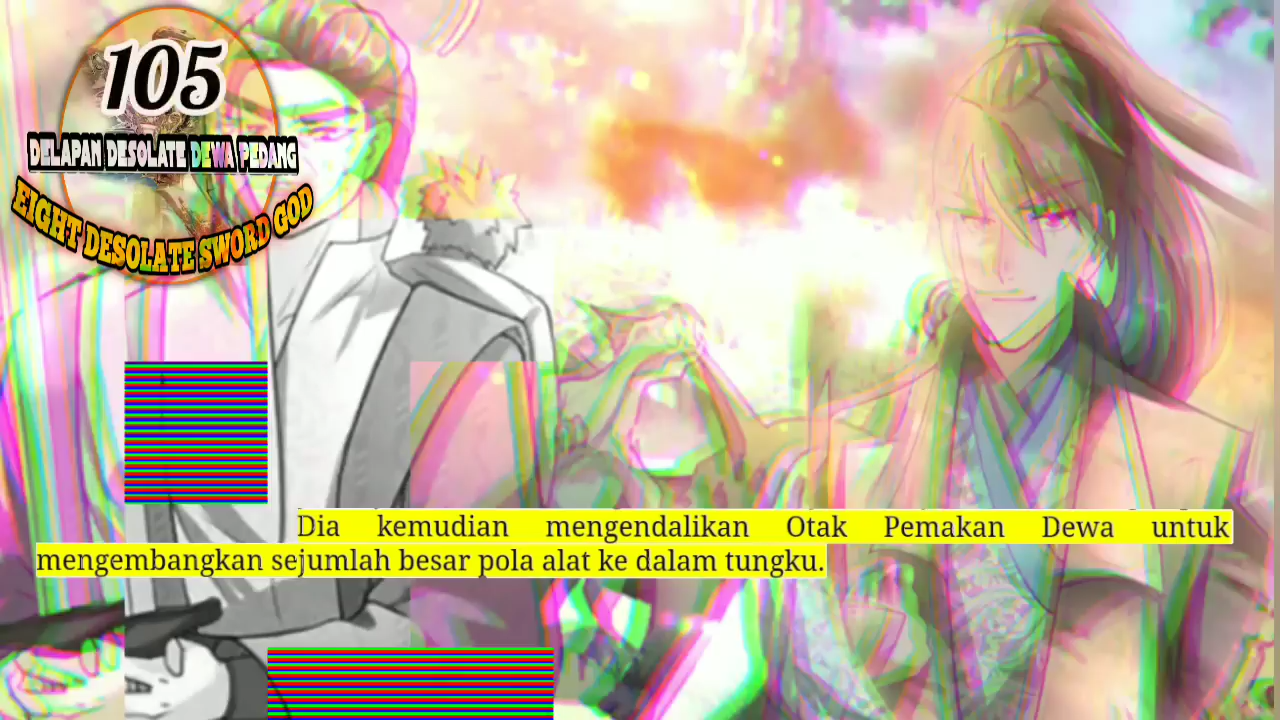 105
DELAPAN DESOLATE DEWA PEDANG
EIGHT DESOLATE SWORD GOD
Dia kemudian mengendalikan Otak Pemakan Dewa untuk
mengembangkan sejumlah besar pola alat ke dalam tungku.